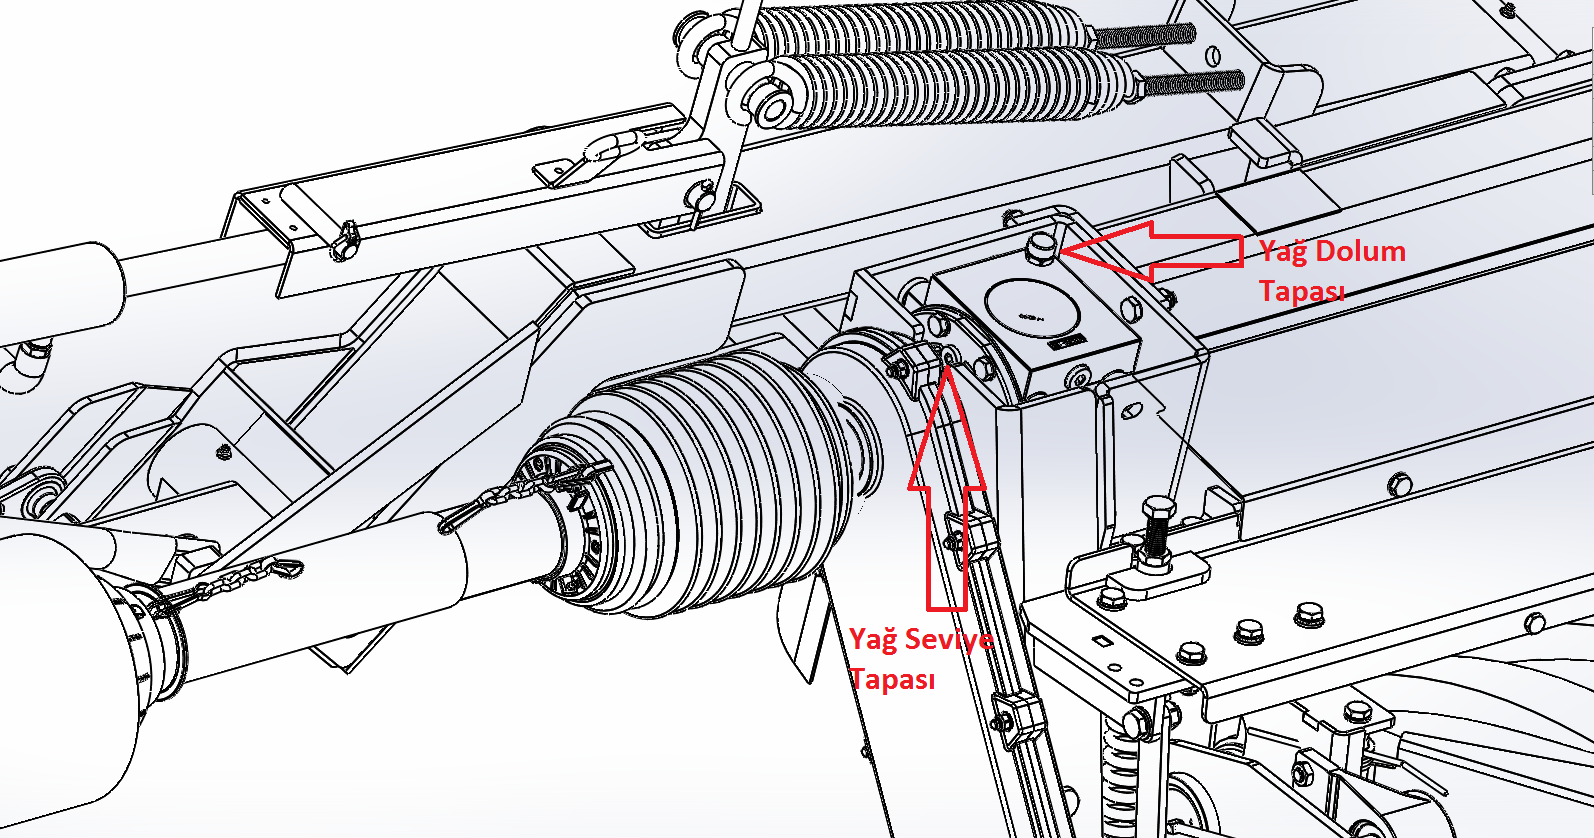 Yağ Dolum
Tapası
Yağ Seviye
Tapası